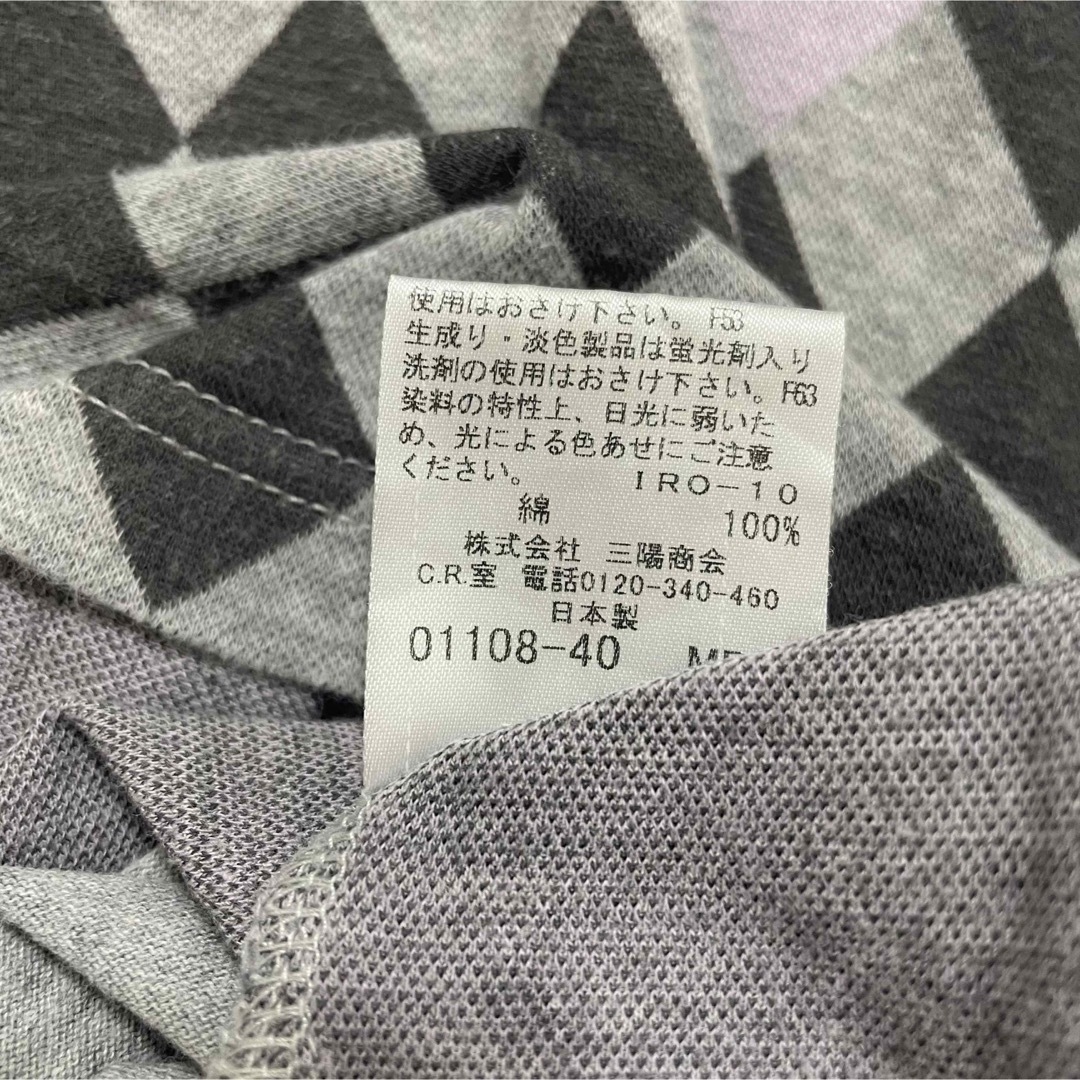 使用はおさけ下さい。 F53
生成り・淡色製品は蛍光剤入り
洗剤の使用はおさけ下さい。F63
染料の特性上、日光に弱いた
め、光による色あせにご注意
ください。 IRO-10
綿 100%
株式会社 三陽商会
C.R.室 電話0120-340-460
日本製
01108-40